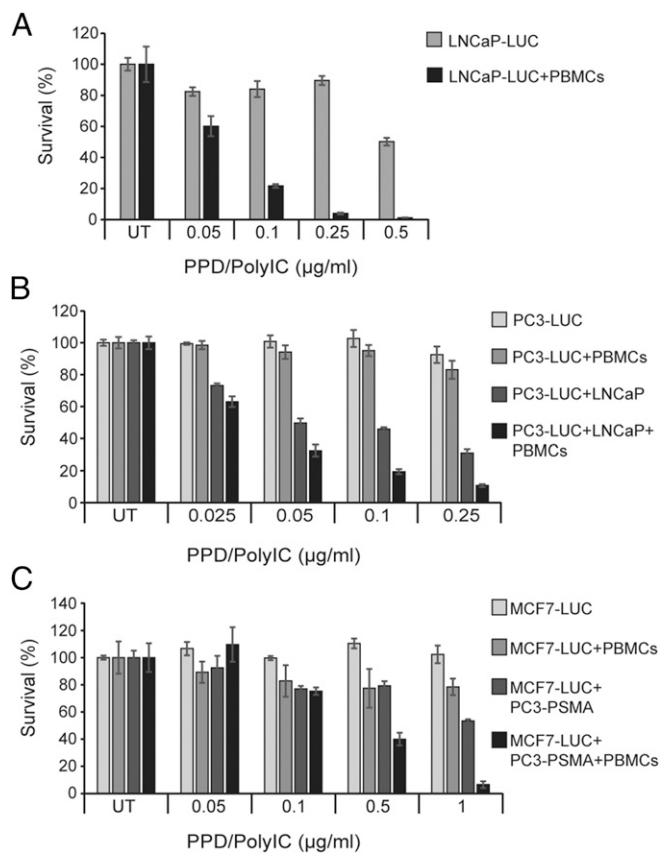 A
Survival (%)
120
100
80
60
40
20
0
UT 0.05 0.1 0.25 0.5
PPD/PolyIC (µg/ml)
LNCaP-LUC
LNCaP-LUC+PBMCs
B
Survival (%)
120
100
80
60
40
20
0
UT 0.025 0.05 0.1 0.25
PPD/PolyIC (µg/ml)
PC3-LUC
PC3-LUC+PBMCs
PC3-LUC+LNCaP
PC3-LUC+LNCaP+
PBMCs
C
Survival (%)
140
120
100
80
60
40
20
0
UT 0.05 0.1 0.5 1
PPD/PolyIC (µg/ml)
MCF7-LUC
MCF7-LUC+PBMCs
MCF7-LUC+
PC3-PSMA
MCF7-LUC+
PC3-PSMA+PBMCs